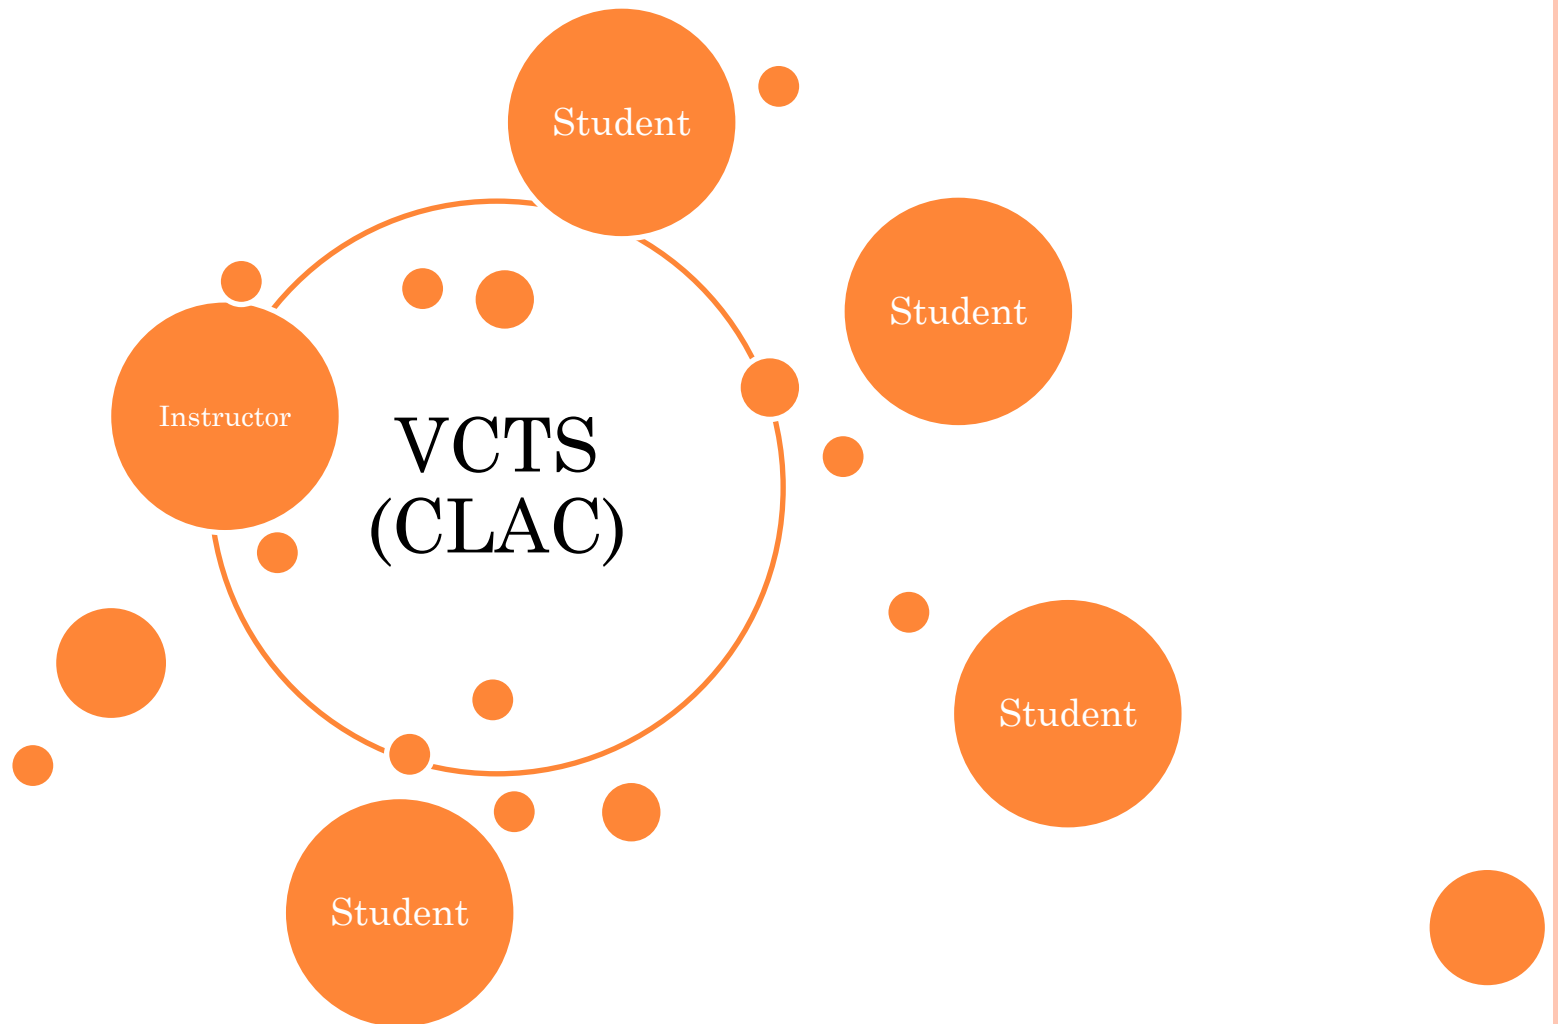 Student
Student
Instructor
VCTS
(CLAC)
Student
Student